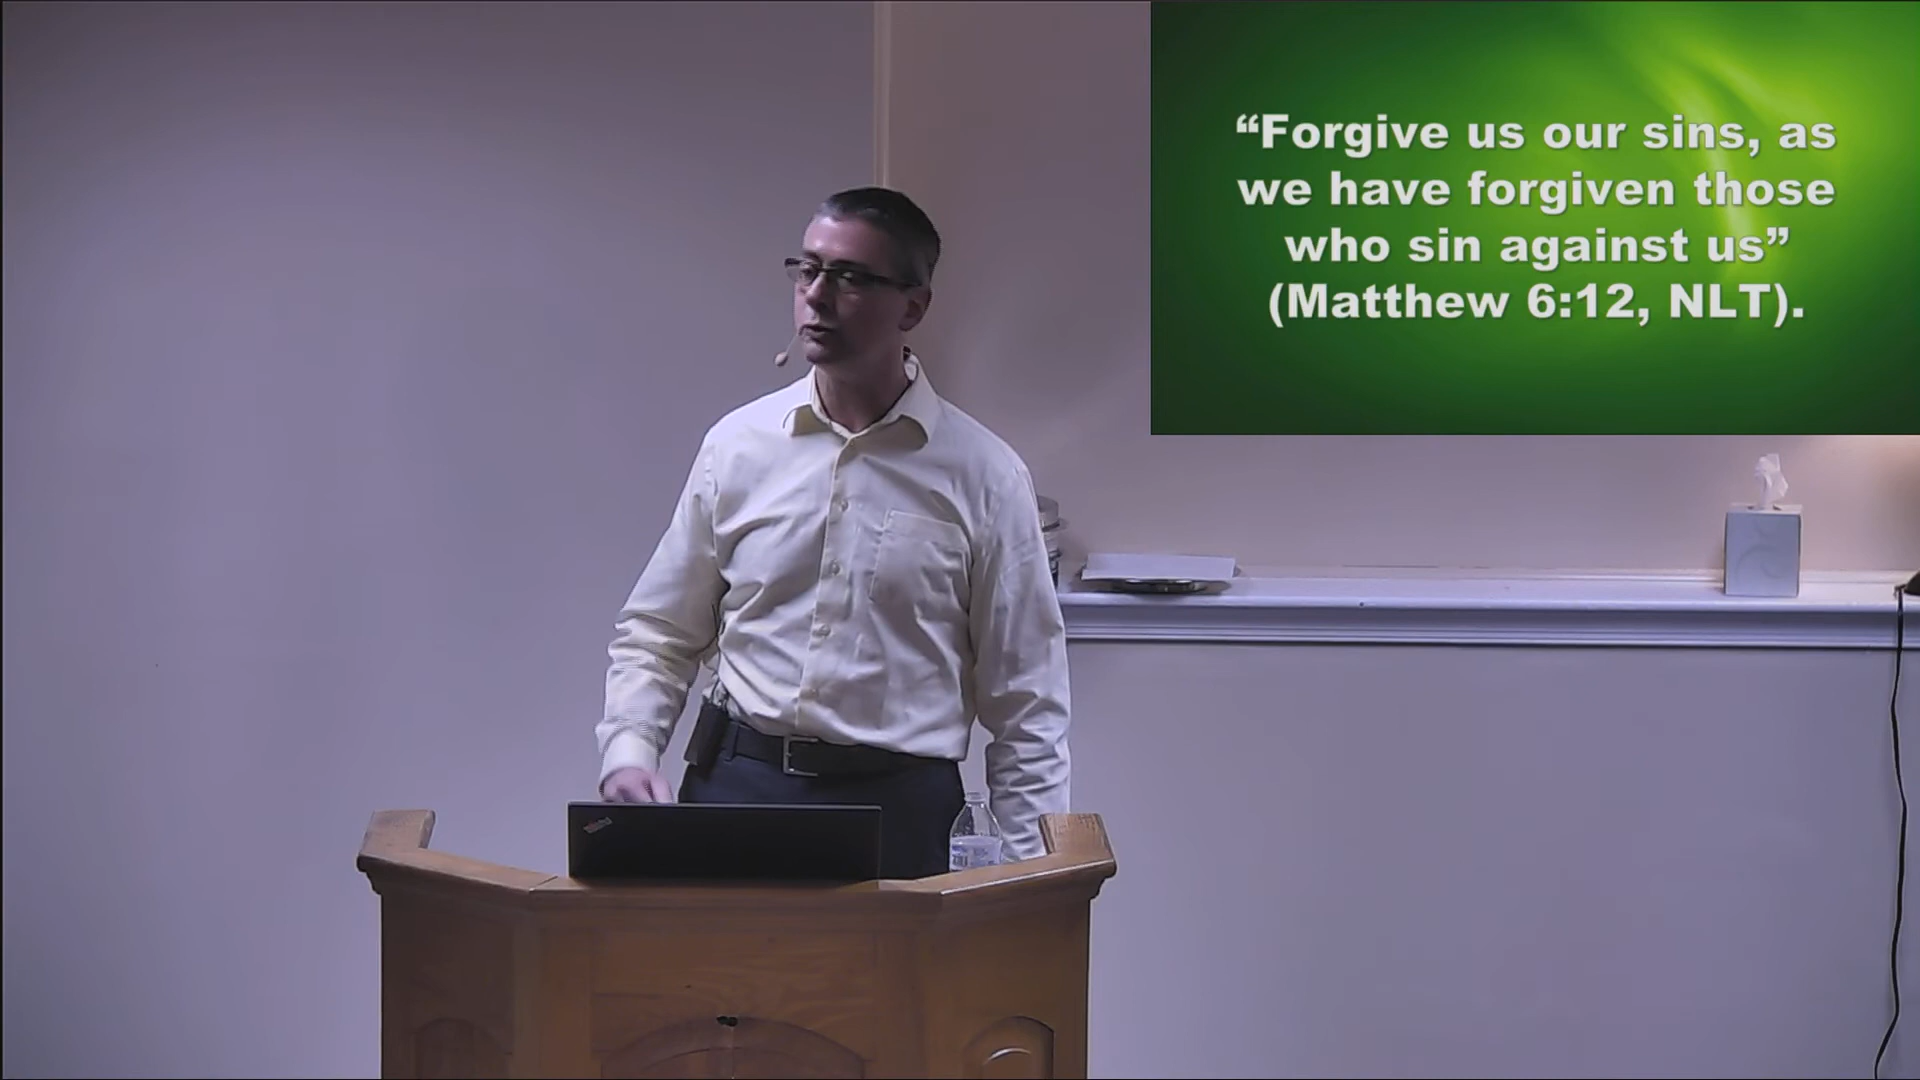 “Forgive us our sins, as
we have forgiven those
who sin against us”
(Matthew 6:12, NLT).